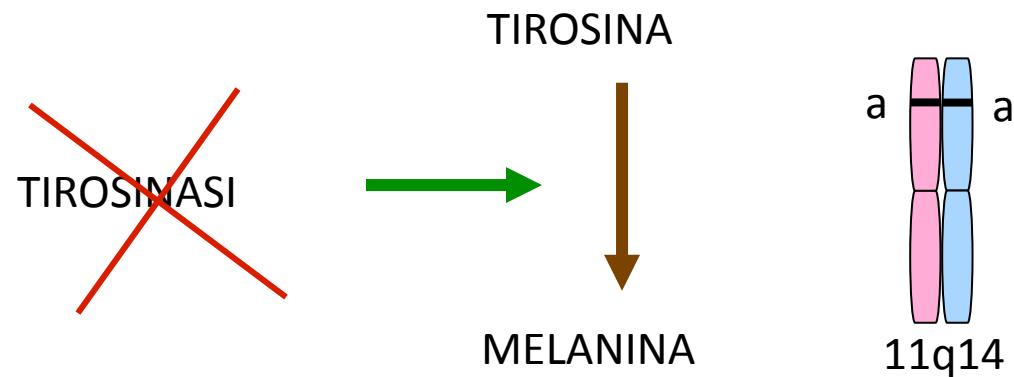 TIROSINA
TIROSINASI
MELANINA
a
a
11q14